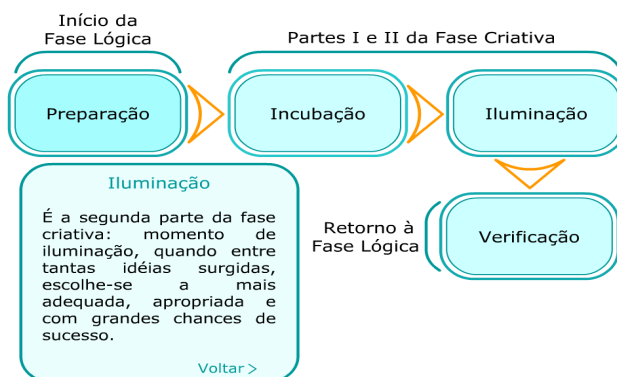 Início da
Fase Lógica
Partes I e II da Fase Criativa
Preparação
Incubação
Iluminação
Iluminação
É a segunda parte da fase
criativa: momento de
iluminação, quando entre
tantas idéias surgidas,
escolhe-se a mais
adequada, apropriada e
com grandes chances de
sucesso.
Voltar >
Retorno à
Fase Lógica
Verificação